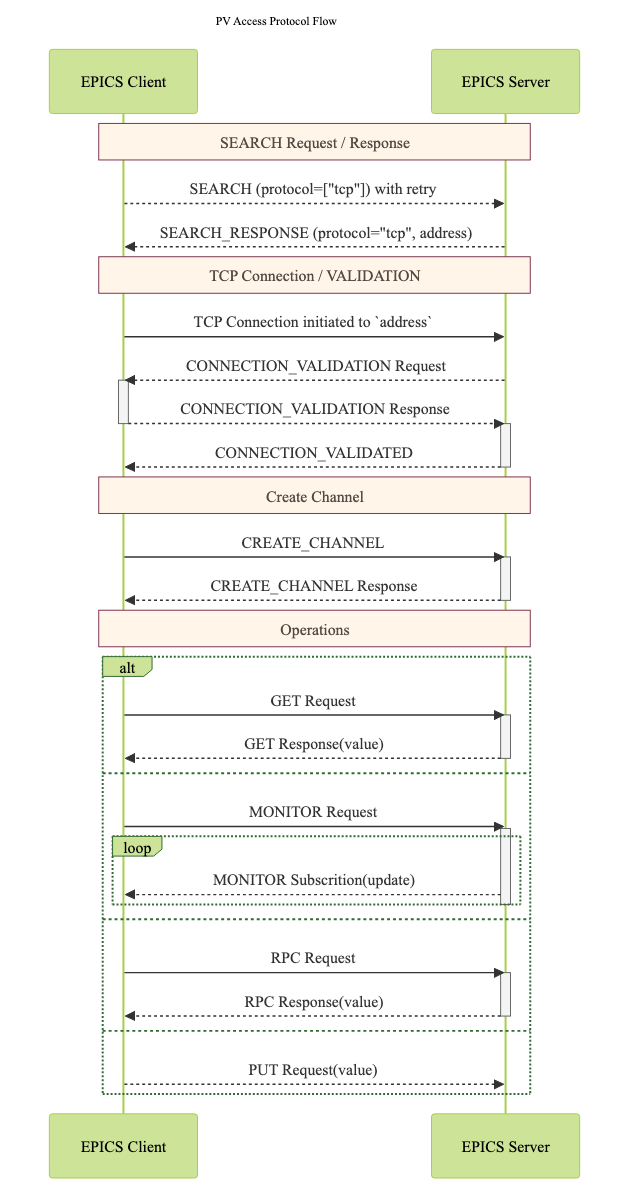 PV Access Protocol Flow
EPICS Client
EPICS Server
SEARCH Request / Response
SEARCH (protocol=["tcp"]) with retry
SEARCH_RESPONSE (protocol="tcp", address)
TCP Connection / VALIDATION
TCP Connection initiated to `address`
CONNECTION_VALIDATION Request
CONNECTION_VALIDATION Response
CONNECTION_VALIDATED
Create Channel
CREATE_CHANNEL
CREATE_CHANNEL Response
Operations
alt
GET Request
GET Response(value)
MONITOR Request
loop
MONITOR Subscrition(update)
RPC Request
RPC Response(value)
PUT Request(value)
EPICS Client
EPICS Server